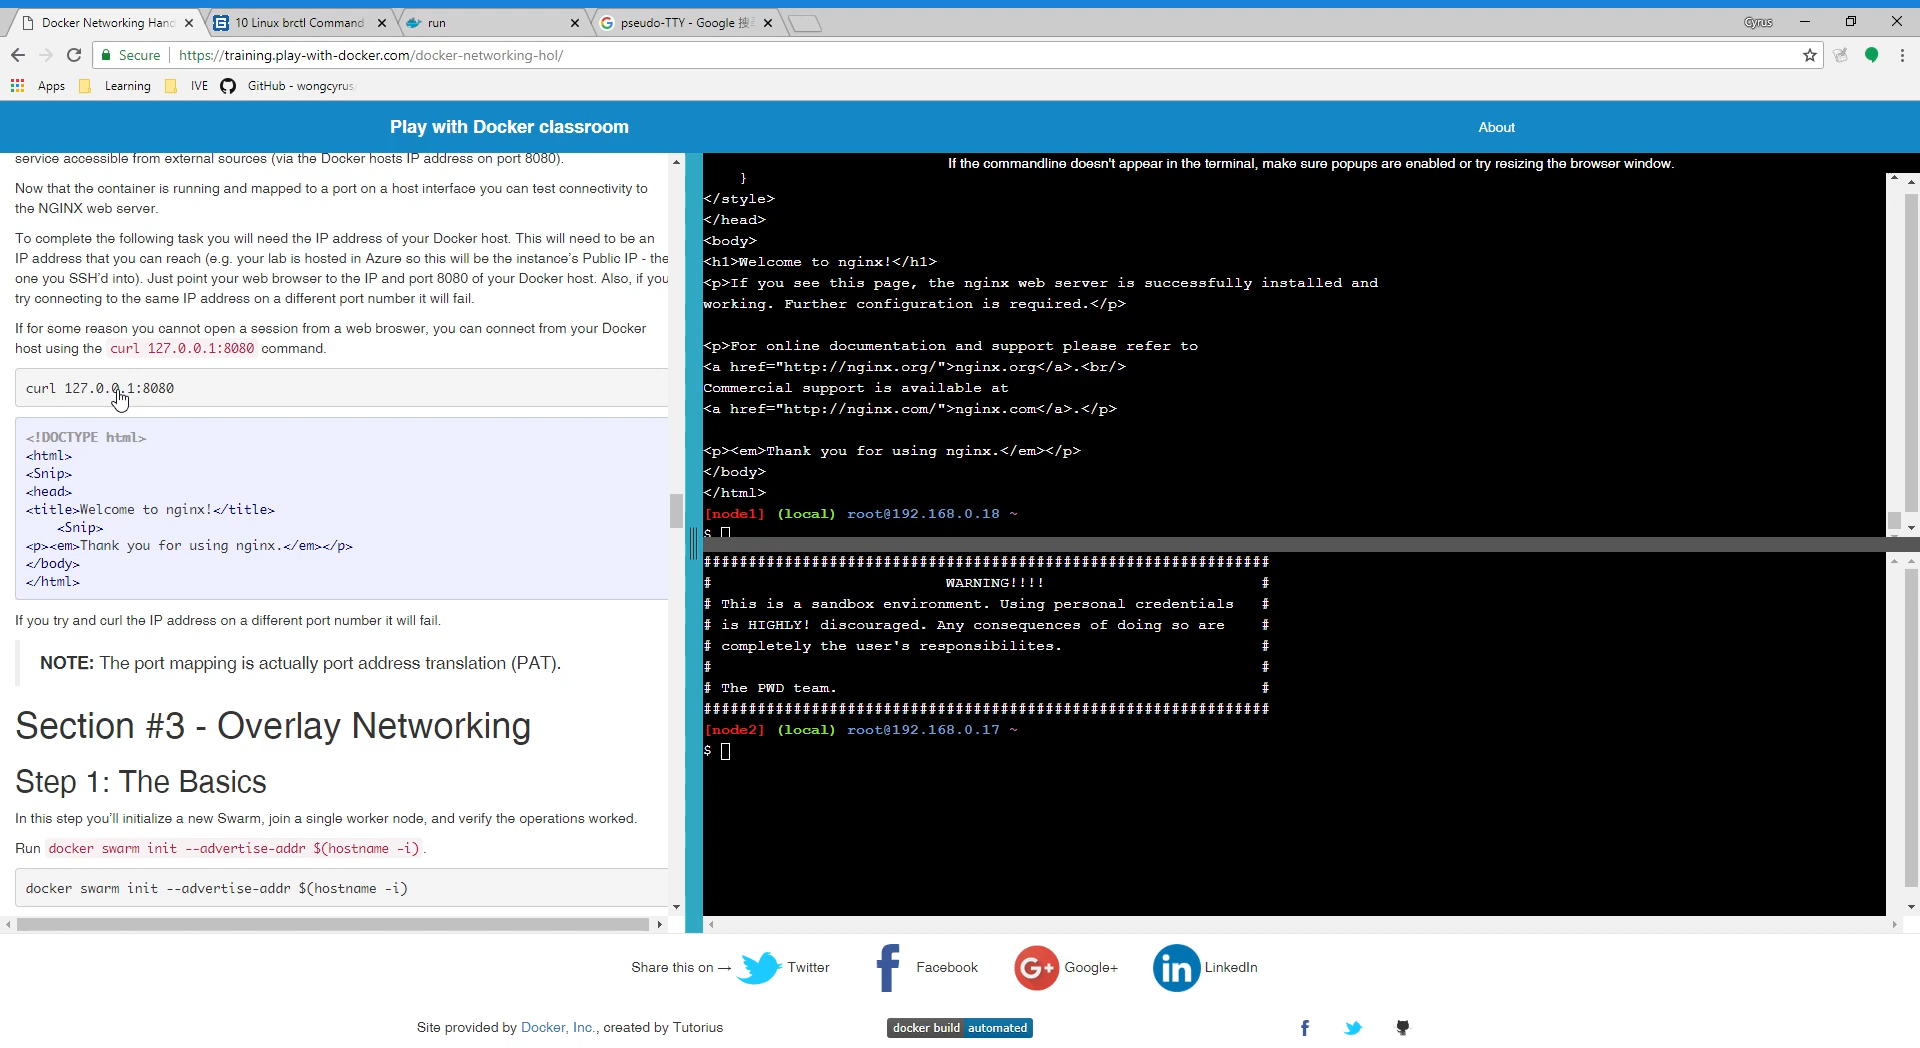 Docker Networking Hand
10 Linux brctl Command
run
pseudo-TTY - Google 搜
Cyrus
Secure
https://training.play-with-docker.com/docker-networking-hol/
Apps
Learning
IVE
GitHub - wongcyrus
Play with Docker classroom
About
service accessible from external sources (via the Docker hosts IP address on port 8080).
Now that the container is running and mapped to a port on a host interface you can test connectivity to
the NGINX web server.
To complete the following task you will need the IP address of your Docker host. This will need to be an
IP address that you can reach (e.g. your lab is hosted in Azure so this will be the instance's Public IP - the
one you SSH'd into). Just point your web browser to the IP and port 8080 of your Docker host. Also, if you
try connecting to the same IP address on a different port number it will fail.
If for some reason you cannot open a session from a web broswer, you can connect from your Docker
host using the curl 127.0.0.1:8080 command.
curl 127.0.0.1:8080
<!DOCTYPE html>
<html>
<Snip>
<head>
<title>Welcome to nginx!</title>
<Snip>
<p><em>Thank you for using nginx.</em></p>
</body>
</html>
If you try and curl the IP address on a different port number it will fail.
NOTE: The port mapping is actually port address translation (PAT).
Section #3 - Overlay Networking
Step 1: The Basics
In this step you'll initialize a new Swarm, join a single worker node, and verify the operations worked.
Run docker swarm init --advertise-addr $(hostname -i).
docker swarm init --advertise-addr $(hostname -i)
If the commandline doesn't appear in the terminal, make sure popups are enabled or try resizing the browser window.
}
</style>
</head>
<body>
<h1>Welcome to nginx!</h1>
<p>If you see this page, the nginx web server is successfully installed and
working. Further configuration is required.</p>
<p>For online documentation and support please refer to
<a href="http://nginx.org/">nginx.org</a>.<br/>
Commercial support is available at
<a href="http://nginx.com/">nginx.com</a>.</p>
<p><em>Thank you for using nginx.</em></p>
</body>
</html>
[node1] (local) root@192.168.0.18 ~
$
###############################################################
# WARNING!!!! #
# This is a sandbox environment. Using personal credentials #
# is HIGHLY! discouraged. Any consequences of doing so are #
# completely the user's responsibilites. #
# #
# The PWD team. #
###############################################################
[node2] (local) root@192.168.0.17 ~
$
Share this on →
Twitter
Facebook
Google+
LinkedIn
Site provided by Docker, Inc., created by Tutorius
docker build automated